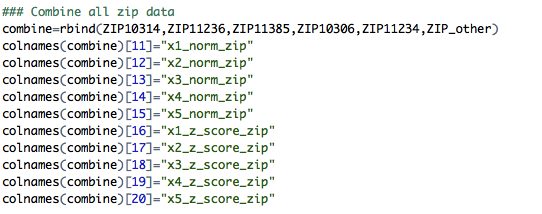 ### Combine all zip data
combine=rbind(ZIP10314,ZIP11236,ZIP11385,ZIP10306,ZIP11234,ZIP_other)
colnames(combine)[11]="x1_norm_zip"
colnames(combine)[12]="x2_norm_zip"
colnames(combine)[13]="x3_norm_zip"
colnames(combine)[14]="x4_norm_zip"
colnames(combine)[15]="x5_norm_zip"
colnames(combine)[16]="x1_z_score_zip"
colnames(combine)[17]="x2_z_score_zip"
colnames(combine)[18]="x3_z_score_zip"
colnames(combine)[19]="x4_z_score_zip"
colnames(combine)[20]="x5_z_score_zip"